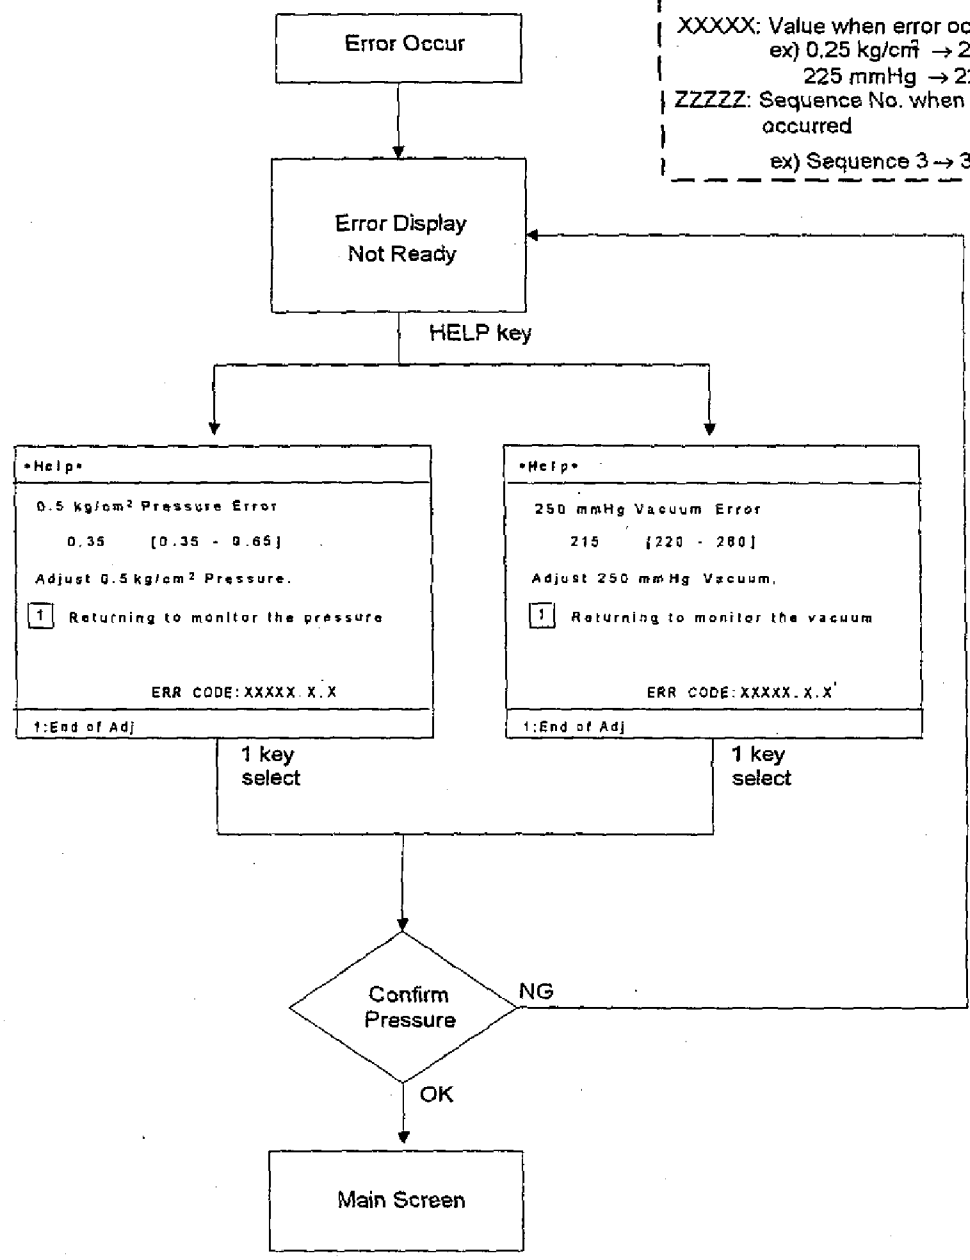 Error Occur
XXXXX: Value when error oc
ex) 0.25 kg/cm² → 2
225 mmHg → 2
ZZZZZ: Sequence No. when
occurred
ex) Sequence 3 → 3
Error Display
Not Ready
HELP key
*Help*
0.5 kg/cm² Pressure Error
0.35 [0.35 - 0.65]
Adjust 0.5 kg/cm² Pressure.
1 Returning to monitor the pressure
ERR CODE: XXXXX.X.X
1:End of Adj
*Help*
250 mmHg Vacuum Error
215 [220 - 280]
Adjust 250 mmHg Vacuum.
1 Returning to monitor the vacuum
ERR CODE: XXXXX.X.X
1:End of Adj
1 key
select
1 key
select
Confirm
Pressure
NG
OK
Main Screen